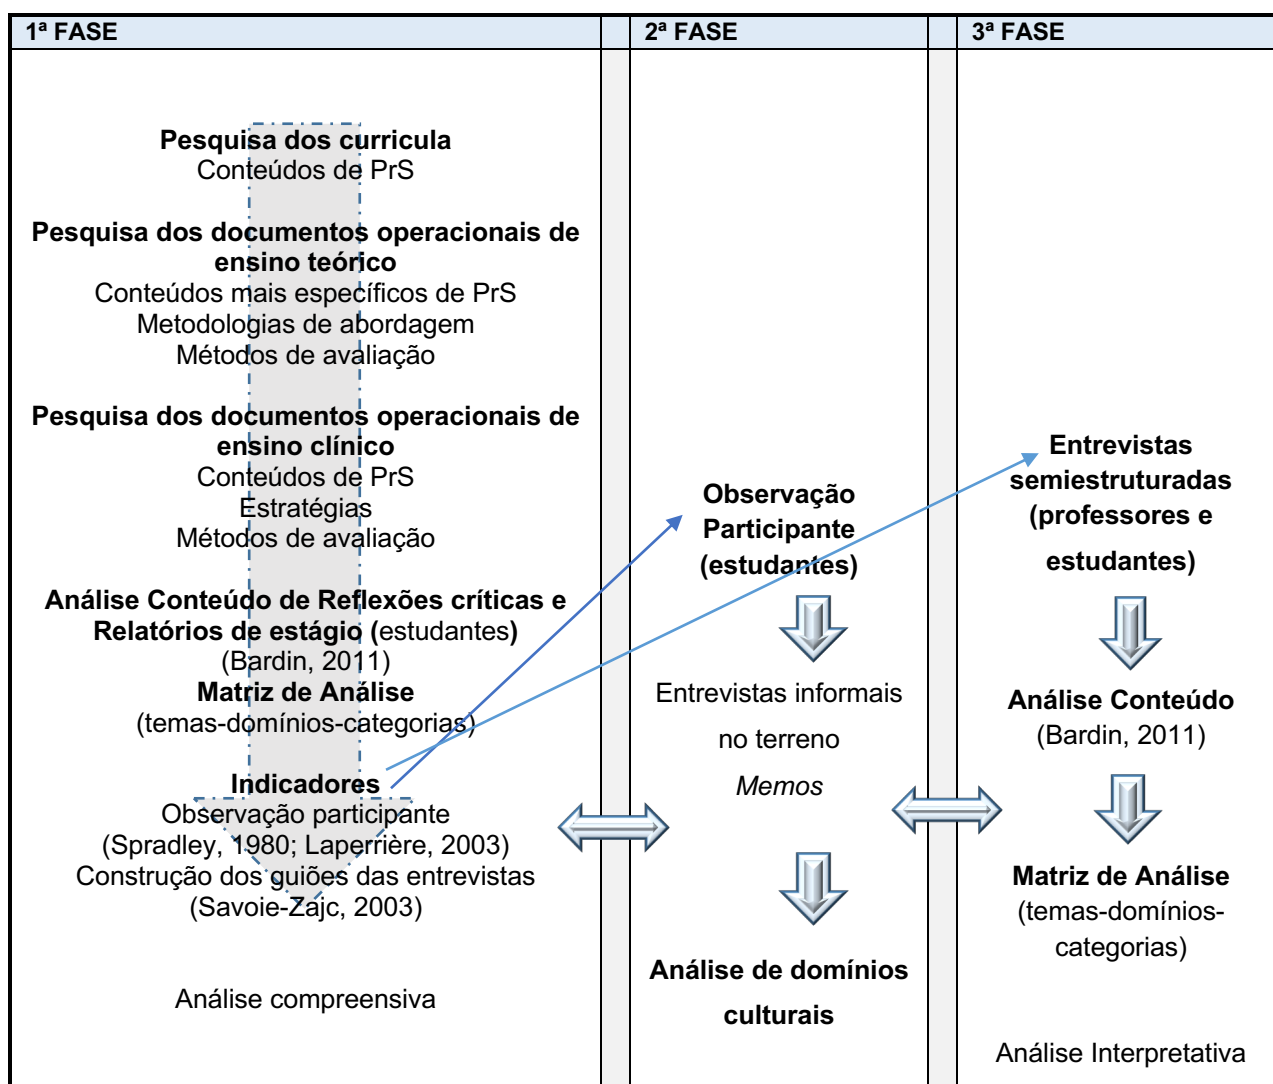 1ª FASE
2ª FASE
3ª FASE
Pesquisa dos curricula
Conteúdos de PrS
Pesquisa dos documentos operacionais de
ensino teórico
Conteúdos mais específicos de PrS
Metodologias de abordagem
Métodos de avaliação
Pesquisa dos documentos operacionais de
ensino clínico
Conteúdos de PrS
Estratégias
Métodos de avaliação
Análise Conteúdo de Reflexões críticas e
Relatórios de estágio (estudantes)
(Bardin, 2011)
Matriz de Análise
(temas-domínios-categorias)
Indicadores
Observação participante
(Spradley, 1980; Laperrière, 2003)
Construção dos guiões das entrevistas
(Savoie-Zajc, 2003)
Análise compreensiva
Observação
Participante
(estudantes)
Entrevistas informais
no terreno
Memos
Análise de domínios
culturais
Entrevistas
semiestruturadas
(professores e
estudantes)
Análise Conteúdo
(Bardin, 2011)
Matriz de Análise
(temas-domínios-
categorias)
Análise Interpretativa